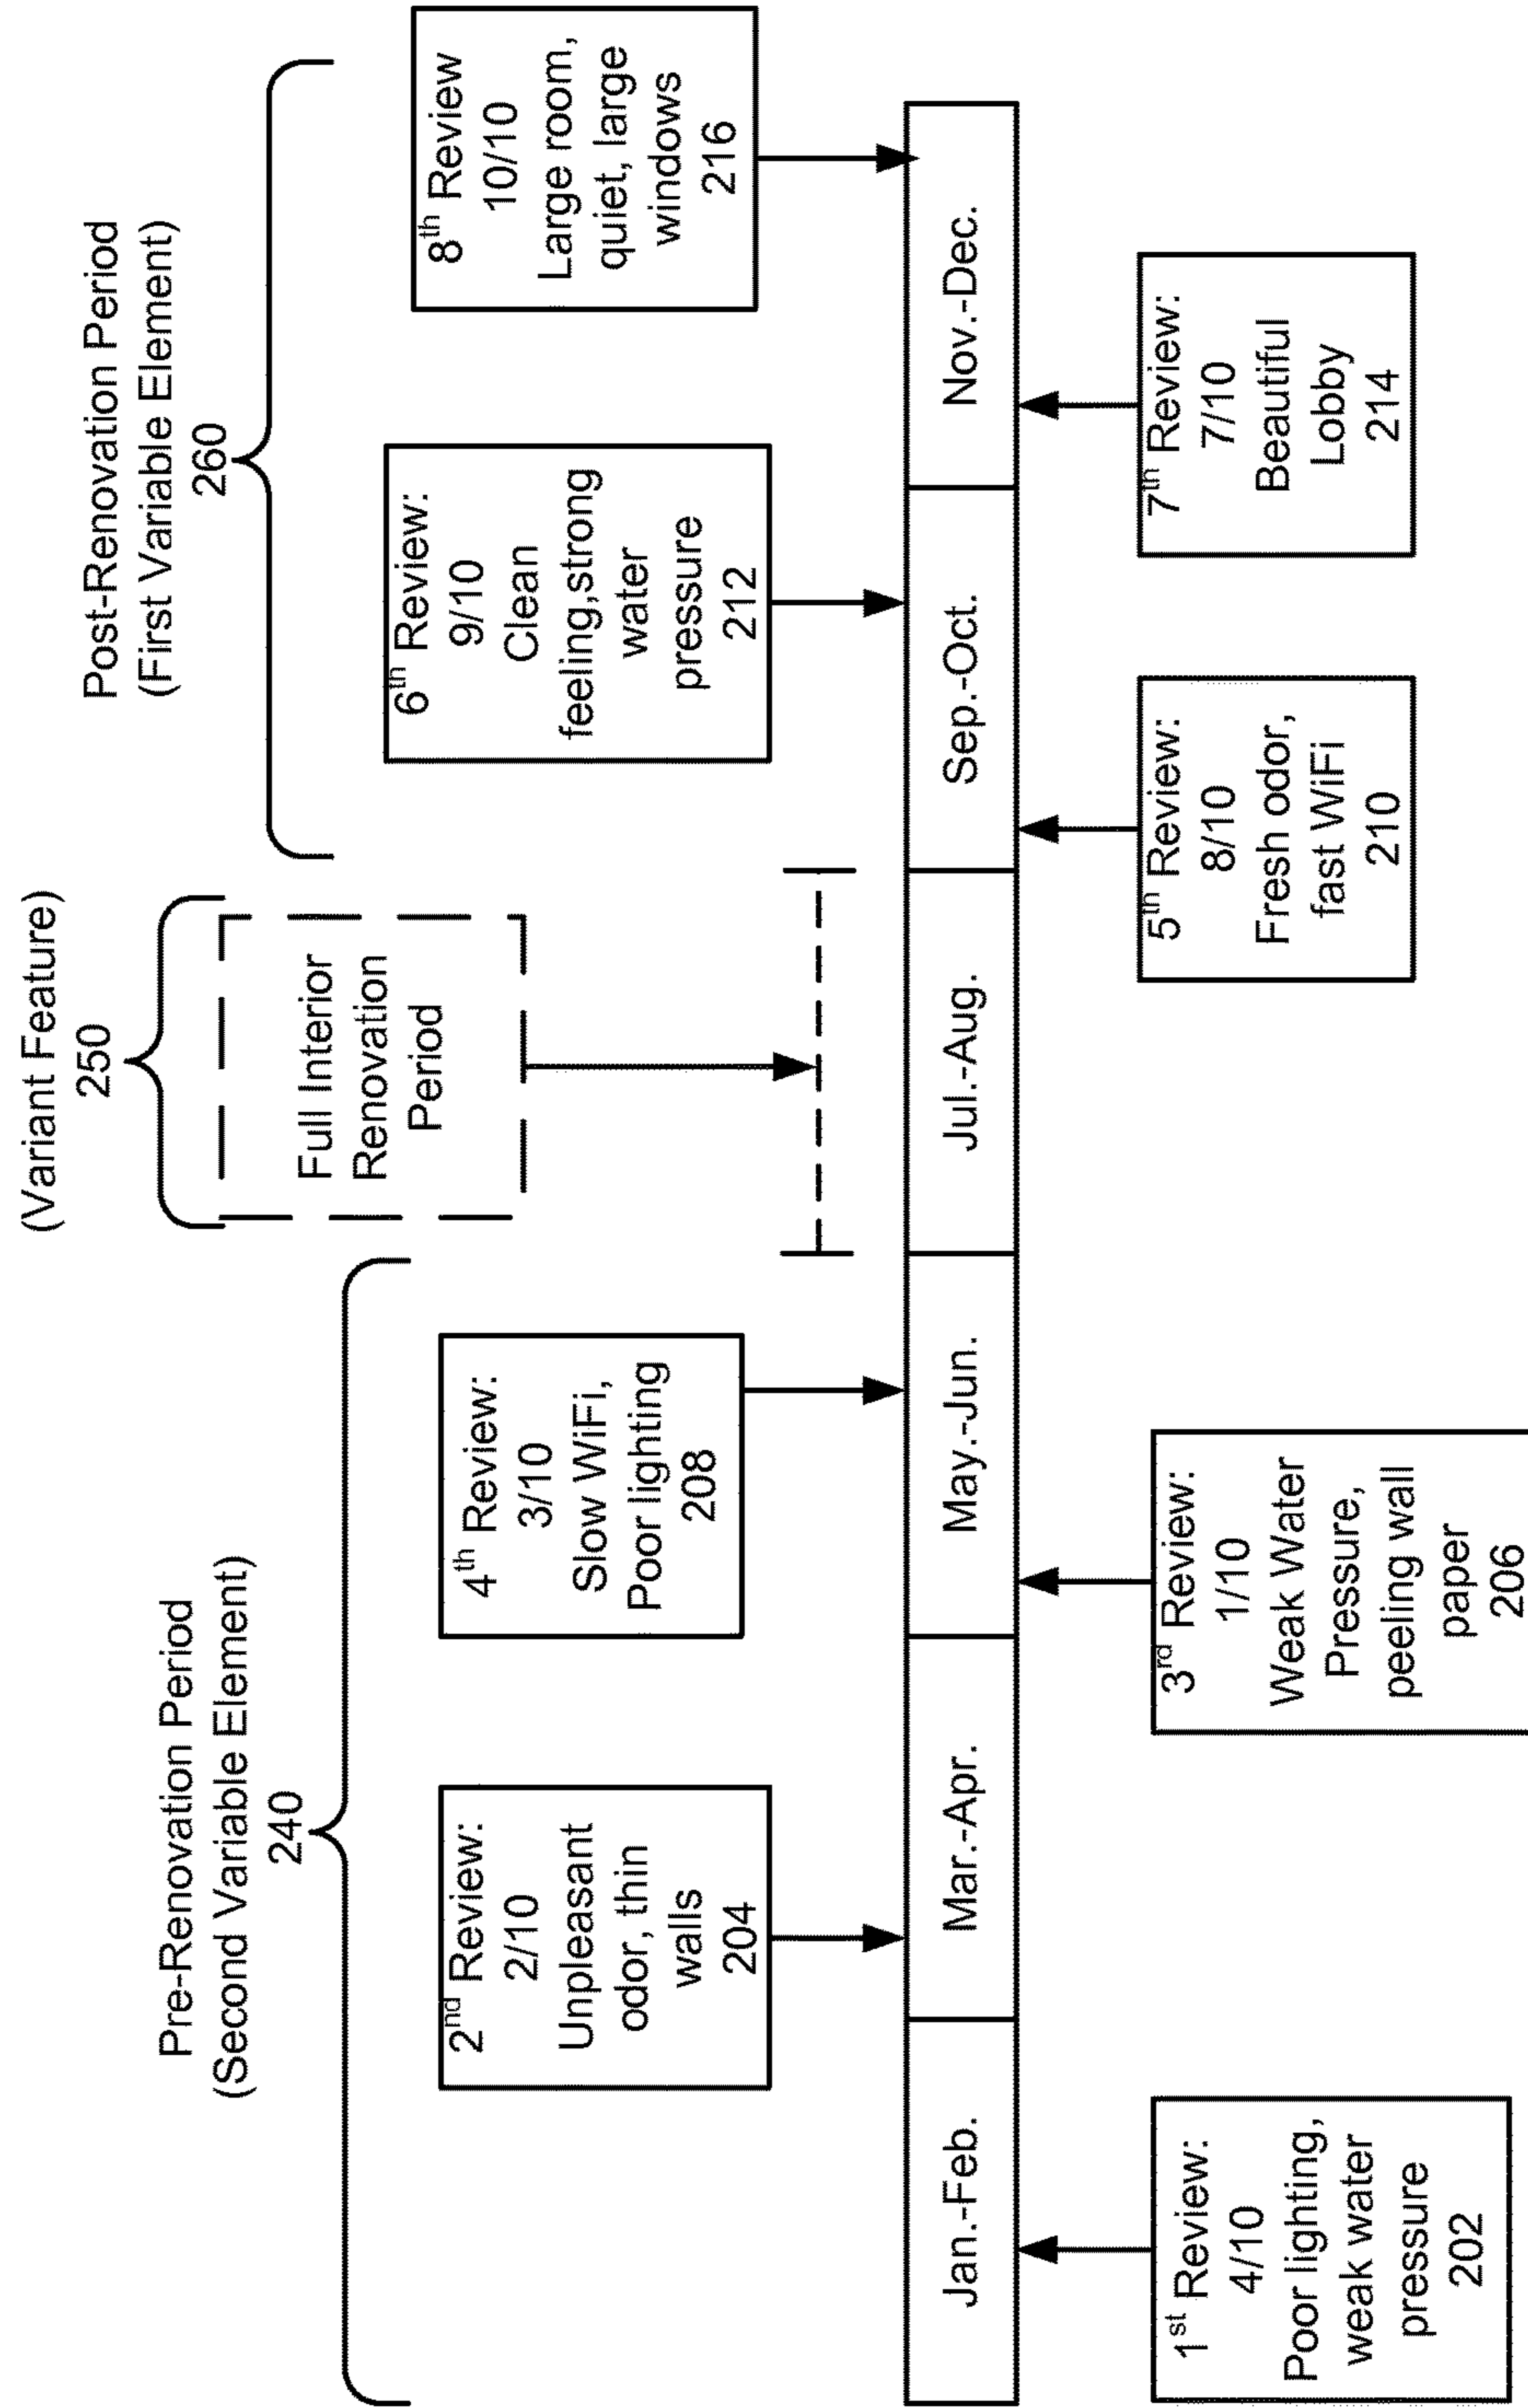 Pre-Renovation Period
(Second Variable Element)
240
(Variant Feature)
250
Post-Renovation Period
(First Variable Element)
260
2nd Review:
2/10
Unpleasant
odor, thin
walls
204
4th Review:
3/10
Slow WiFi,
Poor lighting
208
Full Interior
Renovation
Period
6th Review:
9/10
Clean
feeling,strong
water
pressure
212
8th Review
10/10
Large room,
quiet, large
windows
216
Jan.-Feb.
Mar.-Apr.
May.-Jun.
Jul.-Aug.
Sep.-Oct.
Nov.-Dec.
1st Review:
4/10
Poor lighting,
weak water
pressure
202
3rd Review:
1/10
Weak Water
Pressure,
peeling wall
paper
206
5th Review:
8/10
Fresh odor,
fast WiFi
210
7th Review:
7/10
Beautiful
Lobby
214